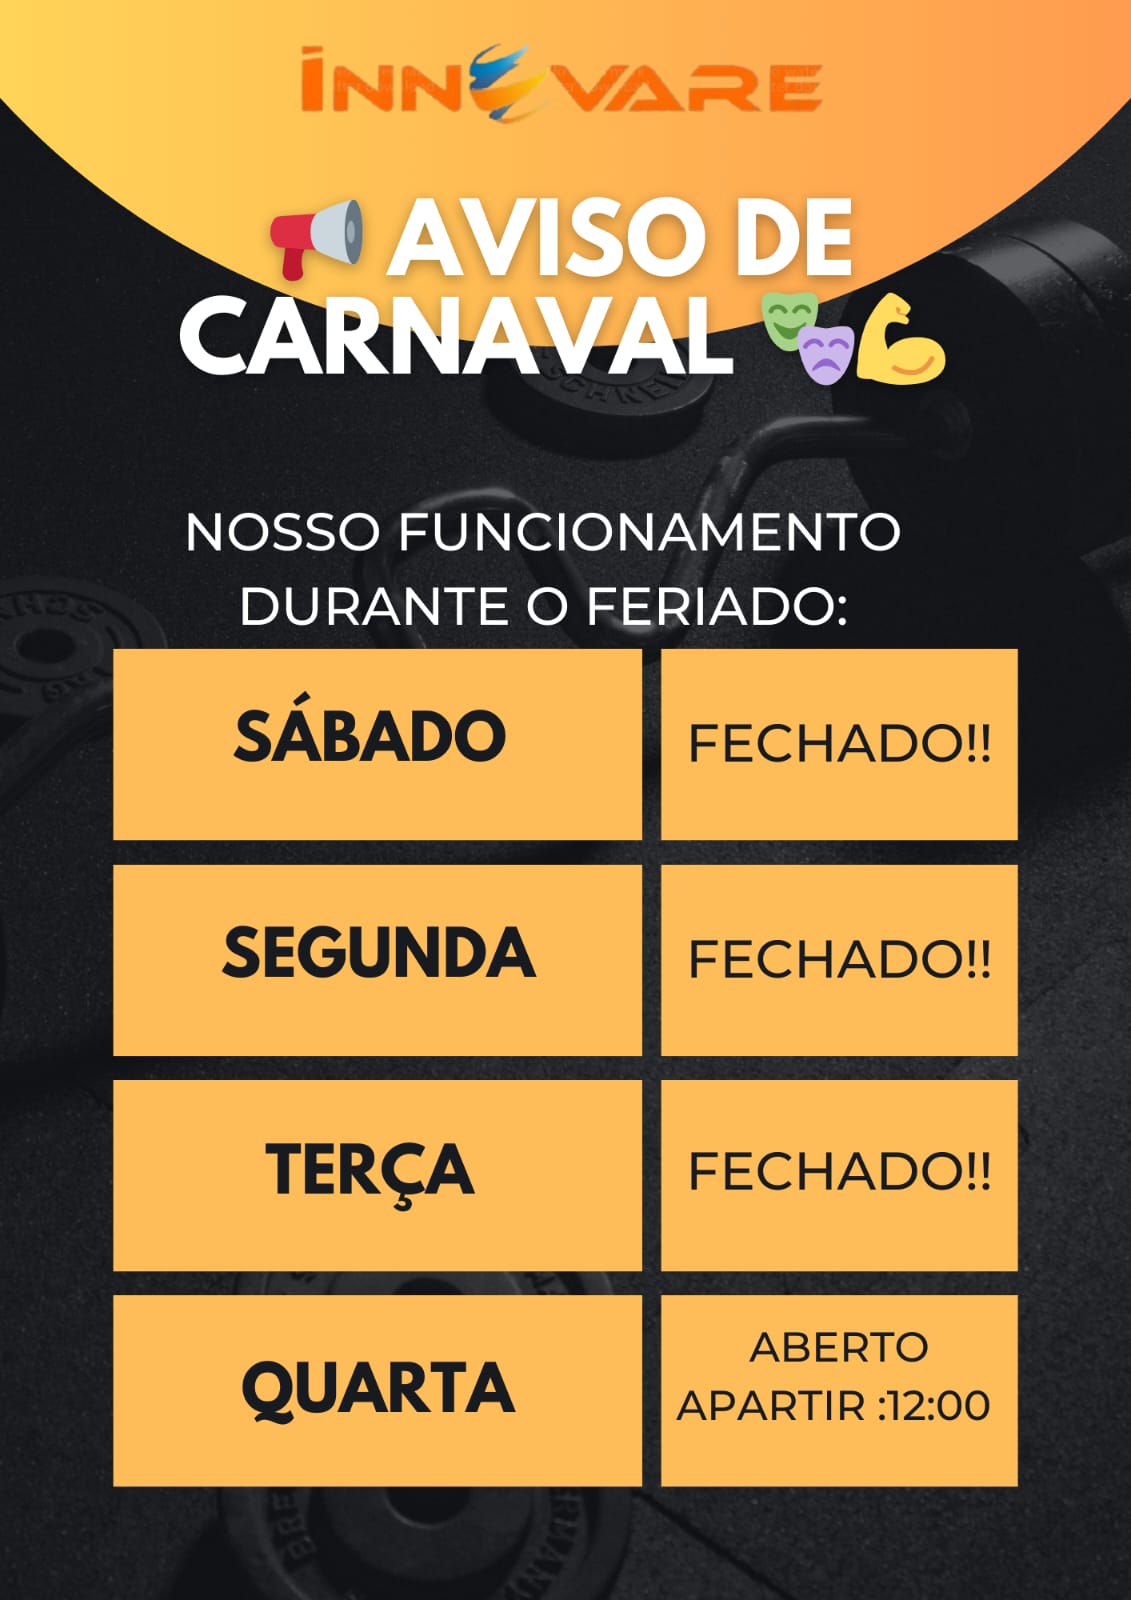 INNOVARE
📢 AVISO DE
CARNAVAL 🎭💪
SCHNEID
NOSSO FUNCIONAMENTO
DURANTE O FERIADO:
SÁBADO
FECHADO!!
SEGUNDA
FECHADO!!
TERÇA
FECHADO!!
QUARTA
ABERTO
APARTIR :12:00